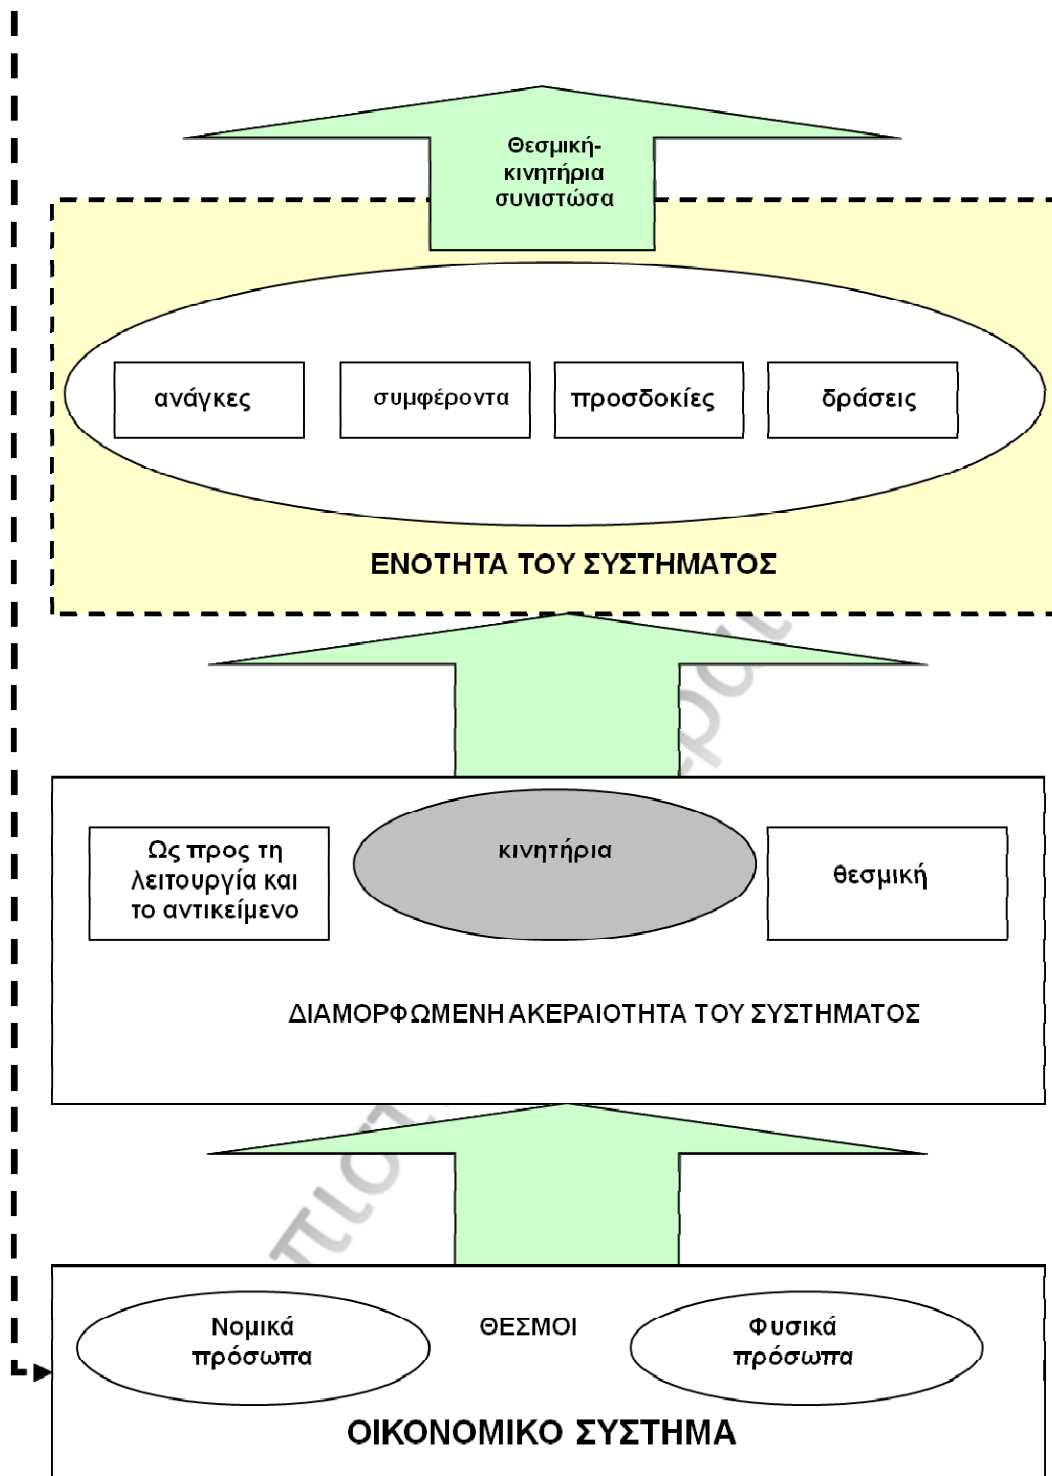 Θεσμική-
κινητήρια
συνιστώσα
ανάγκες
συμφέροντα
προσδοκίες
δράσεις
ΕΝΟΤΗΤΑ ΤΟΥ ΣΥΣΤΗΜΑΤΟΣ
Ως προς τη
λειτουργία και
το αντικείμενο
κινητήρια
θεσμική
ΔΙΑΜΟΡΦΩΜΕΝΗ ΑΚΕΡΑΙΟΤΗΤΑ ΤΟΥ ΣΥΣΤΗΜΑΤΟΣ
Νομικά
πρόσωπα
ΘΕΣΜΟΙ
Φυσικά
πρόσωπα
ΟΙΚΟΝΟΜΙΚΟ ΣΥΣΤΗΜΑ